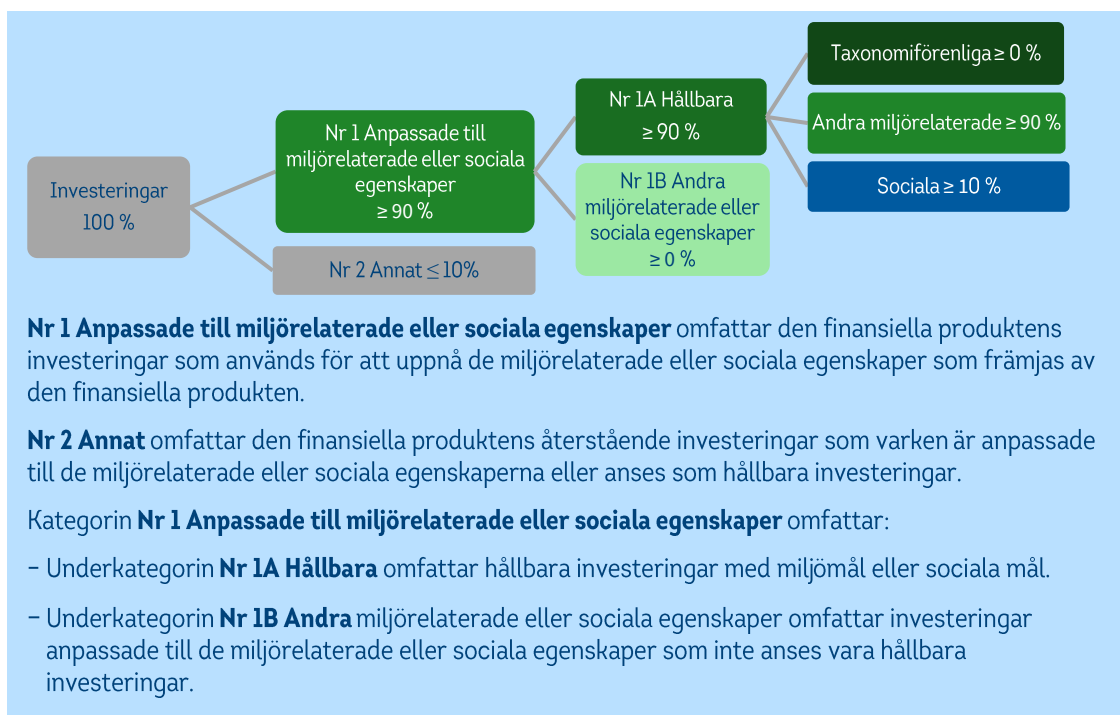 Investeringar
100 %
Nr 1 Anpassade till
miljörelaterade eller sociala
egenskaper
≥ 90 %
Nr 2 Annat ≤ 10%
Nr 1A Hållbara
≥ 90 %
Nr 1B Andra
miljörelaterade eller
sociala egenskaper
≥ 0 %
Taxonomiförenliga ≥ 0 %
Andra miljörelaterade ≥ 90 %
Sociala ≥ 10 %
Nr 1 Anpassade till miljörelaterade eller sociala egenskaper omfattar den finansiella produktens
investeringar som används för att uppnå de miljörelaterade eller sociala egenskaper som främjas av
den finansiella produkten.
Nr 2 Annat omfattar den finansiella produktens återstående investeringar som varken är anpassade
till de miljörelaterade eller sociala egenskaperna eller anses som hållbara investeringar.
Kategorin Nr 1 Anpassade till miljörelaterade eller sociala egenskaper omfattar:
– Underkategorin Nr 1A Hållbara omfattar hållbara investeringar med miljömål eller sociala mål.
– Underkategorin Nr 1B Andra miljörelaterade eller sociala egenskaper omfattar investeringar
anpassade till de miljörelaterade eller sociala egenskaper som inte anses vara hållbara
investeringar.